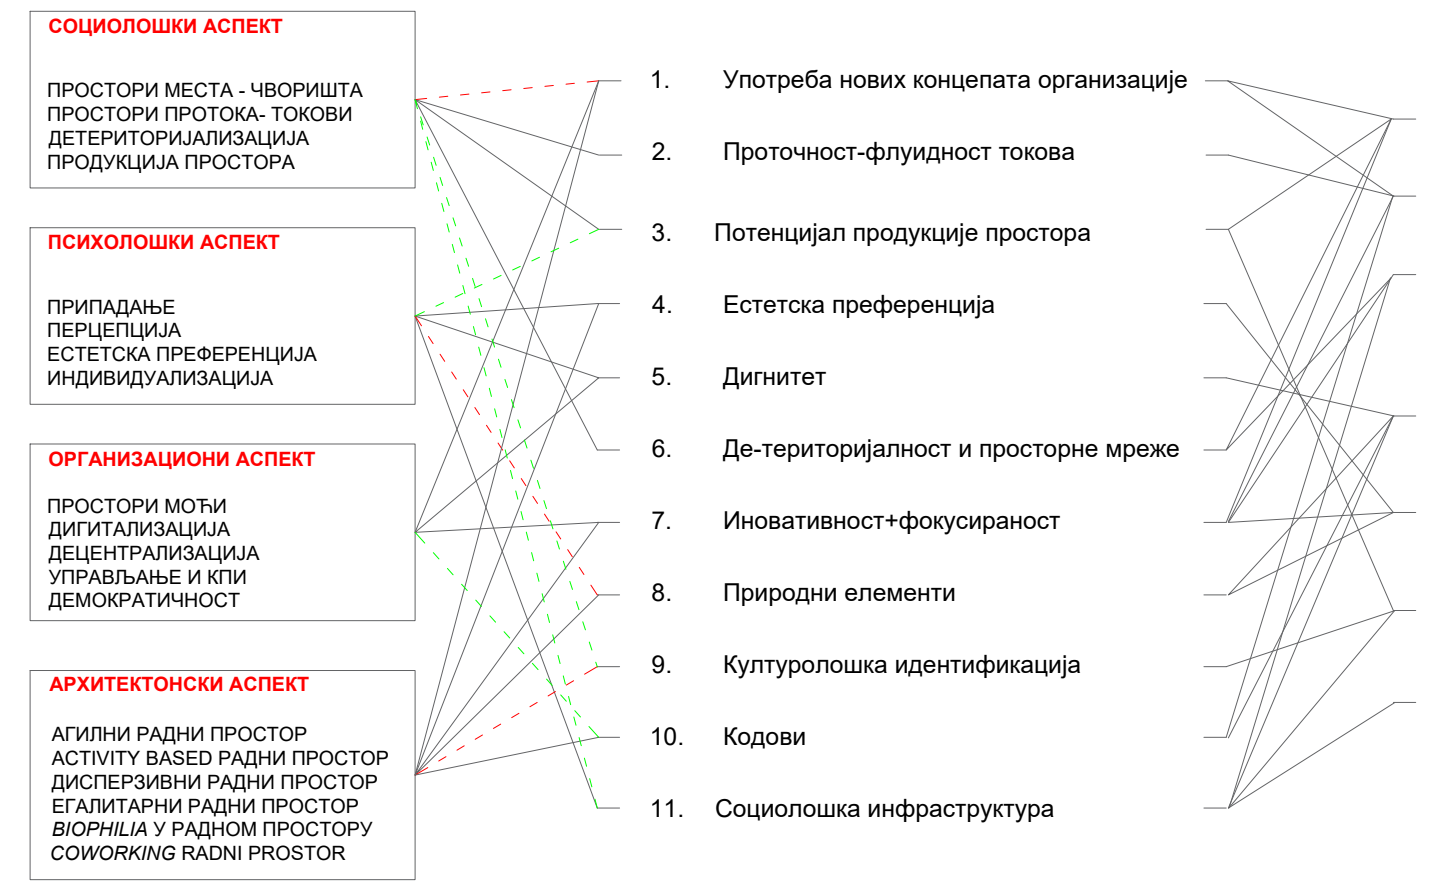 СОЦИОЛОШКИ АСПЕКТ
ПРОСТОРИ МЕСТА - ЧВОРИШТА
ПРОСТОРИ ПРОТОКА- ТОКОВИ
ДЕТЕРИТОРИЈАЛИЗАЦИЈА
ПРОДУКЦИЈА ПРОСТОРА
ПСИХОЛОШКИ АСПЕКТ
ПРИПАДАЊЕ
ПЕРЦЕПЦИЈА
ЕСТЕТСКА ПРЕФЕРЕНЦИЈА
ИНДИВИДУАЛИЗАЦИЈА
ОРГАНИЗАЦИОНИ АСПЕКТ
ПРОСТОРИ МОЋИ
ДИГИТАЛИЗАЦИЈА
ДЕЦЕНТРАЛИЗАЦИЈА
УПРАВЉАЊЕ И КПИ
ДЕМОКРАТИЧНОСТ
АРХИТЕКТОНСКИ АСПЕКТ
АГИЛНИ РАДНИ ПРОСТОР
ACTIVITY BASED РАДНИ ПРОСТОР
ДИСПЕРЗИВНИ РАДНИ ПРОСТОР
ЕГАЛИТАРНИ РАДНИ ПРОСТОР
BIOPHILIA У РАДНОМ ПРОСТОРУ
COWORKING RADNI PROSTOR
1. Употреба нових концепата организације
2. Проточност-флуидност токова
3. Потенцијал продукције простора
4. Естетска преференција
5. Дигнитет
6. Де-територијалност и просторне мреже
7. Иновативност+фокусираност
8. Природни елементи
9. Културолошка идентификација
10. Кодови
11. Социолошка инфраструктура